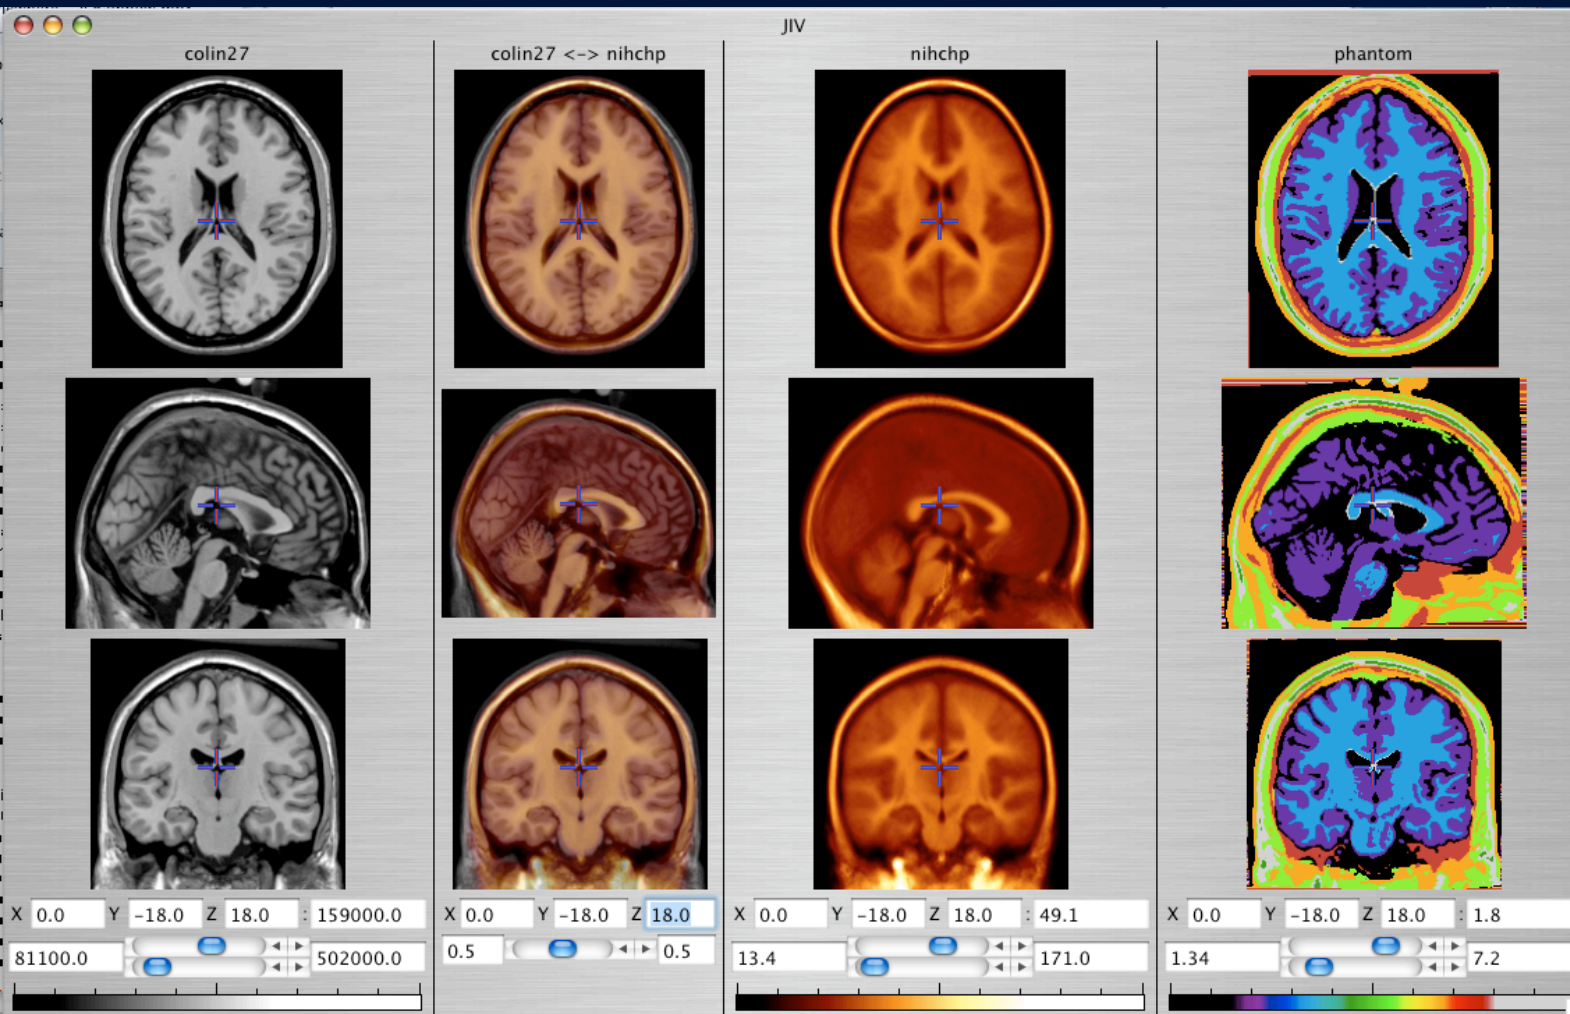 JIV
colin27
colin27 <-> nihchp
nihchp
phantom
X 0.0 Y -18.0 Z 18.0 : 159000.0
X 0.0 Y -18.0 Z 18.0
X 0.0 Y -18.0 Z 18.0 : 49.1
X 0.0 Y -18.0 Z 18.0 : 1.8
81100.0 502000.0
0.5 0.5
13.4 171.0
1.34 7.2